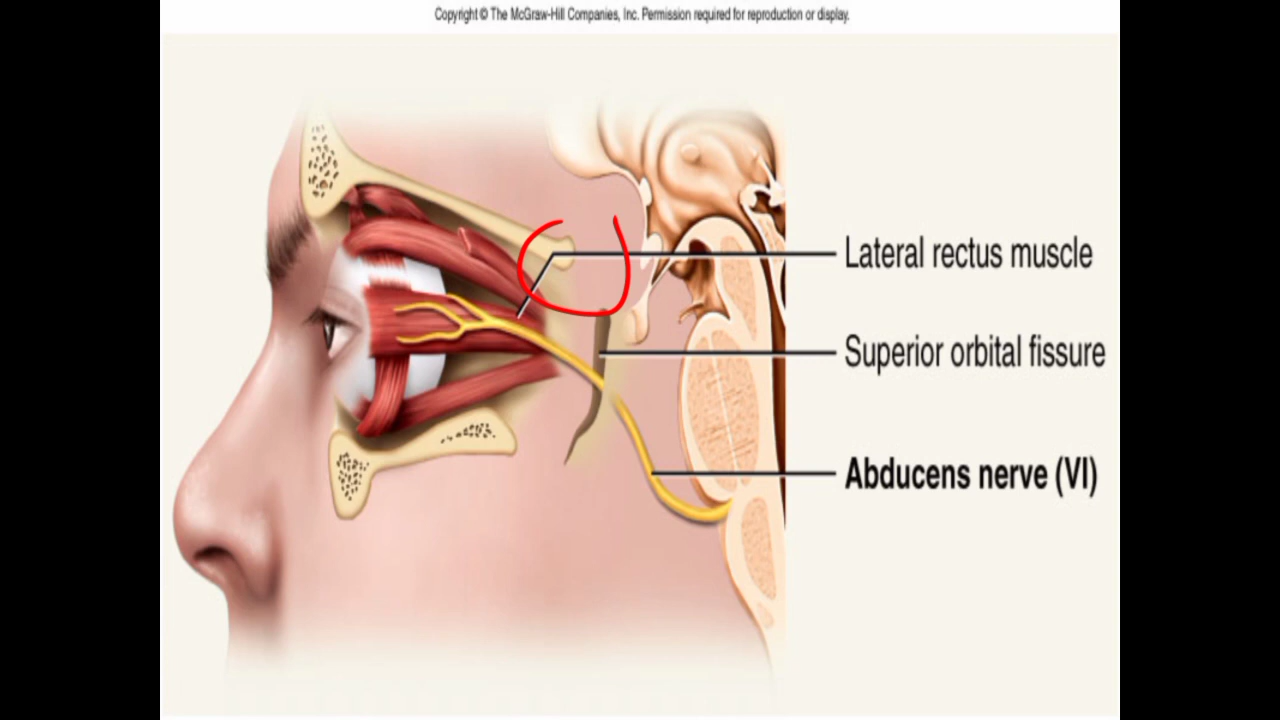 Copyright © The McGraw-Hill Companies, Inc. Permission required for reproduction or display.
Lateral rectus muscle
Superior orbital fissure
Abducens nerve (VI)